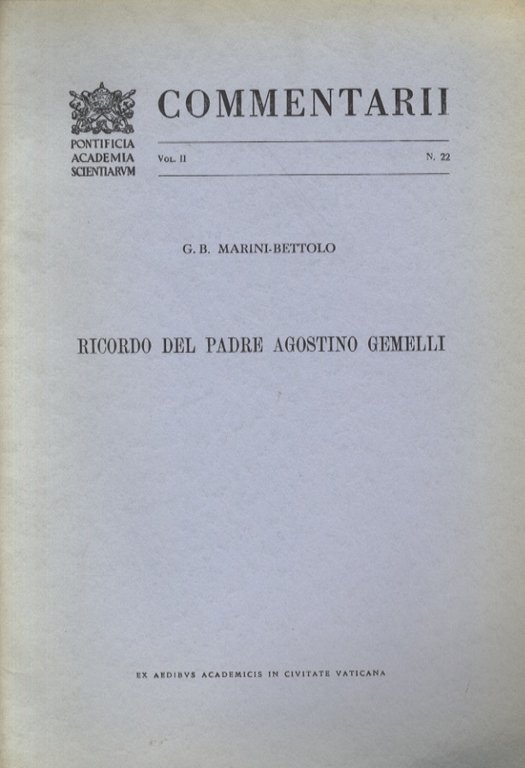 COMMENTARII
PONTIFICIA
ACADEMIA
SCIENTIARVM
VOL. II
N. 22
G. B. MARINI-BETTOLO
RICORDO DEL PADRE AGOSTINO GEMELLI
EX AEDIBVS ACADEMICIS IN CIVITATE VATICANA